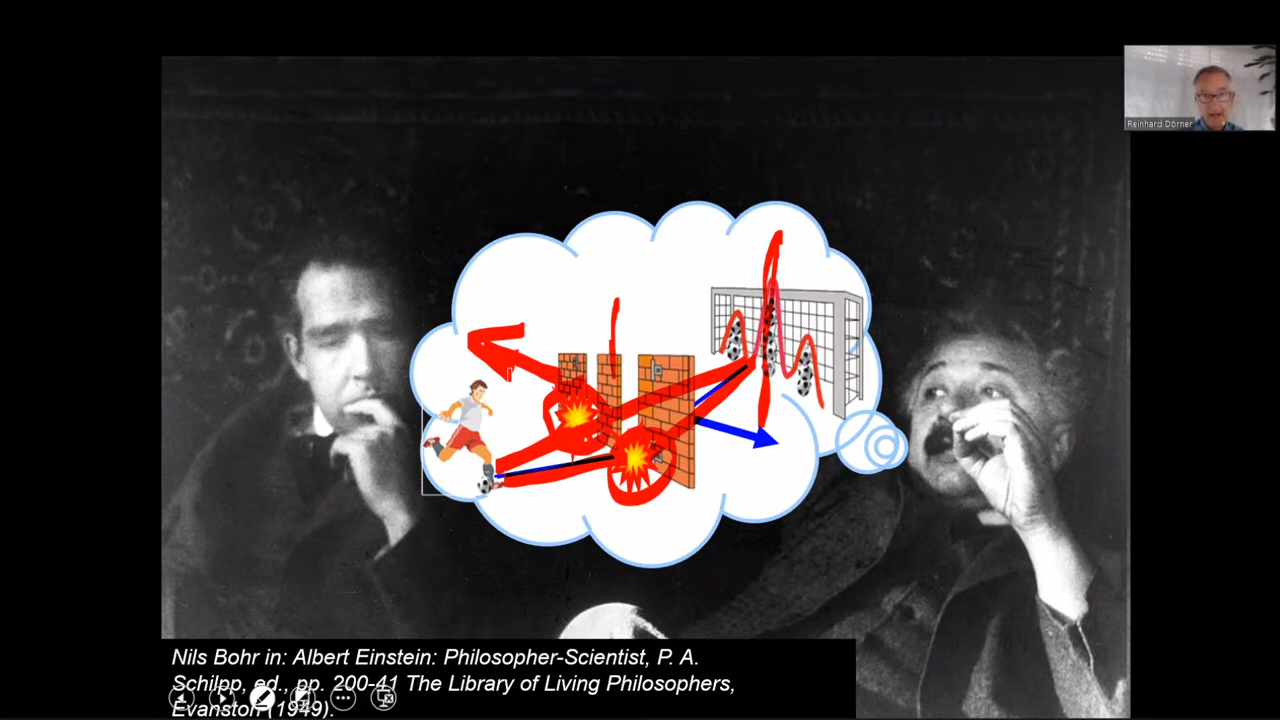 Reinhard Dörner
Nils Bohr in: Albert Einstein: Philosopher-Scientist, P. A.
Schilpp, ed., pp. 200-41 The Library of Living Philosophers,
Evanston (1949).